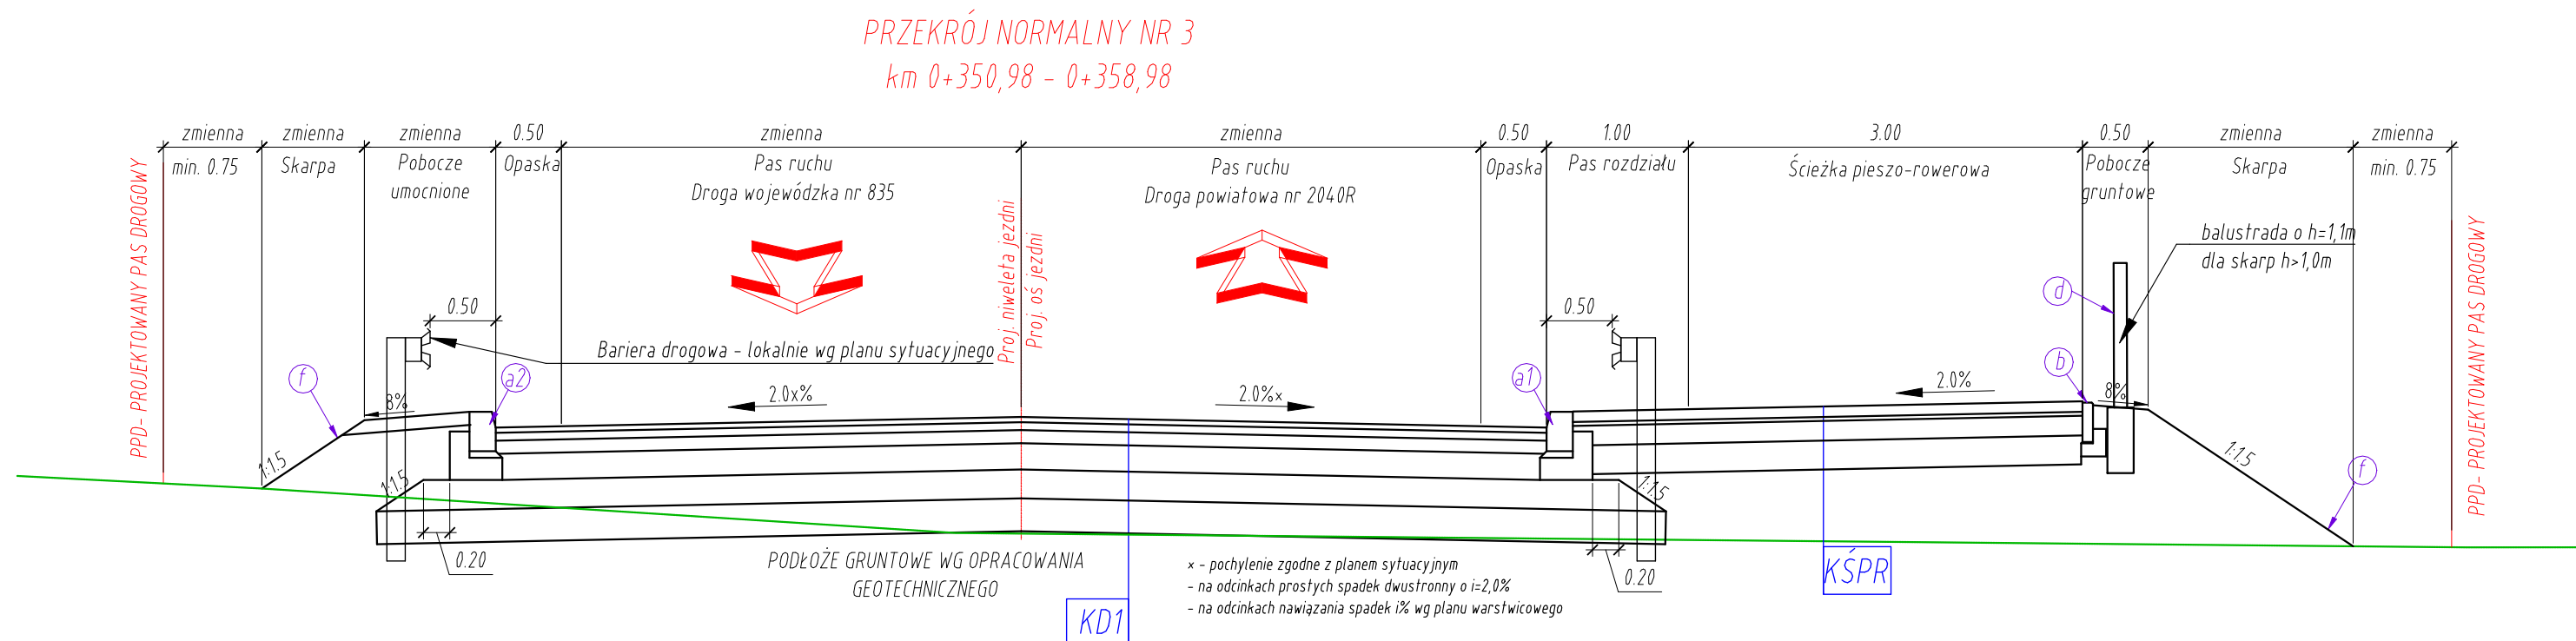 PRZEKRÓJ NORMALNY NR 3
km 0+350,98 - 0+358,98
zmienna zmienna zmienna 0.50 zmienna zmienna 0.50 1.00 3.00 0.50 zmienna zmienna
min. 0.75 Skarpa Pobocze Opaska Pas ruchu Pas ruchu Opaska Pas rozdziału Ścieżka pieszo-rowerowa Pobocze Skarpa min. 0.75
umocnione Droga wojewódzka nr 835 Droga powiatowa nr 2040R gruntowe
PPD- PROJEKTOWANY PAS DROGOWY
Proj. niweleta jezdni
Proj. oś jezdni
PPD- PROJEKTOWANY PAS DROGOWY
balustrada o h=1,1m
dla skarp h>1,0m
d
0.50 0.50
Bariera drogowa - lokalnie wg planu sytuacyjnego
f a2 a1 b
8% 2.0x% 2.0%x 2.0% 8%
1:1.5 1:1.5 1:1.5 1:1.5
f
0.20 0.20
PODŁOŻE GRUNTOWE WG OPRACOWANIA
GEOTECHNICZNEGO
x - pochylenie zgodne z planem sytuacyjnym
- na odcinkach prostych spadek dwustronny o i=2,0%
- na odcinkach nawiązania spadek i% wg planu warstwicowego
KŚPR
KD1